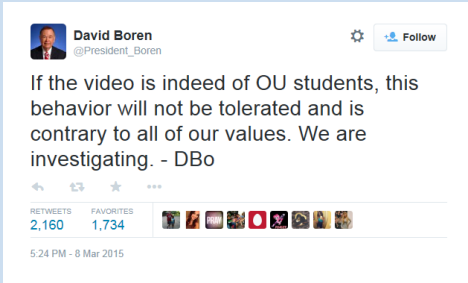 David Boren
@President_Boren
Follow
If the video is indeed of OU students, this
behavior will not be tolerated and is
contrary to all of our values. We are
investigating. - DBo
RETWEETS
FAVORITES
2,160
1,734
PRAY
5:24 PM - 8 Mar 2015